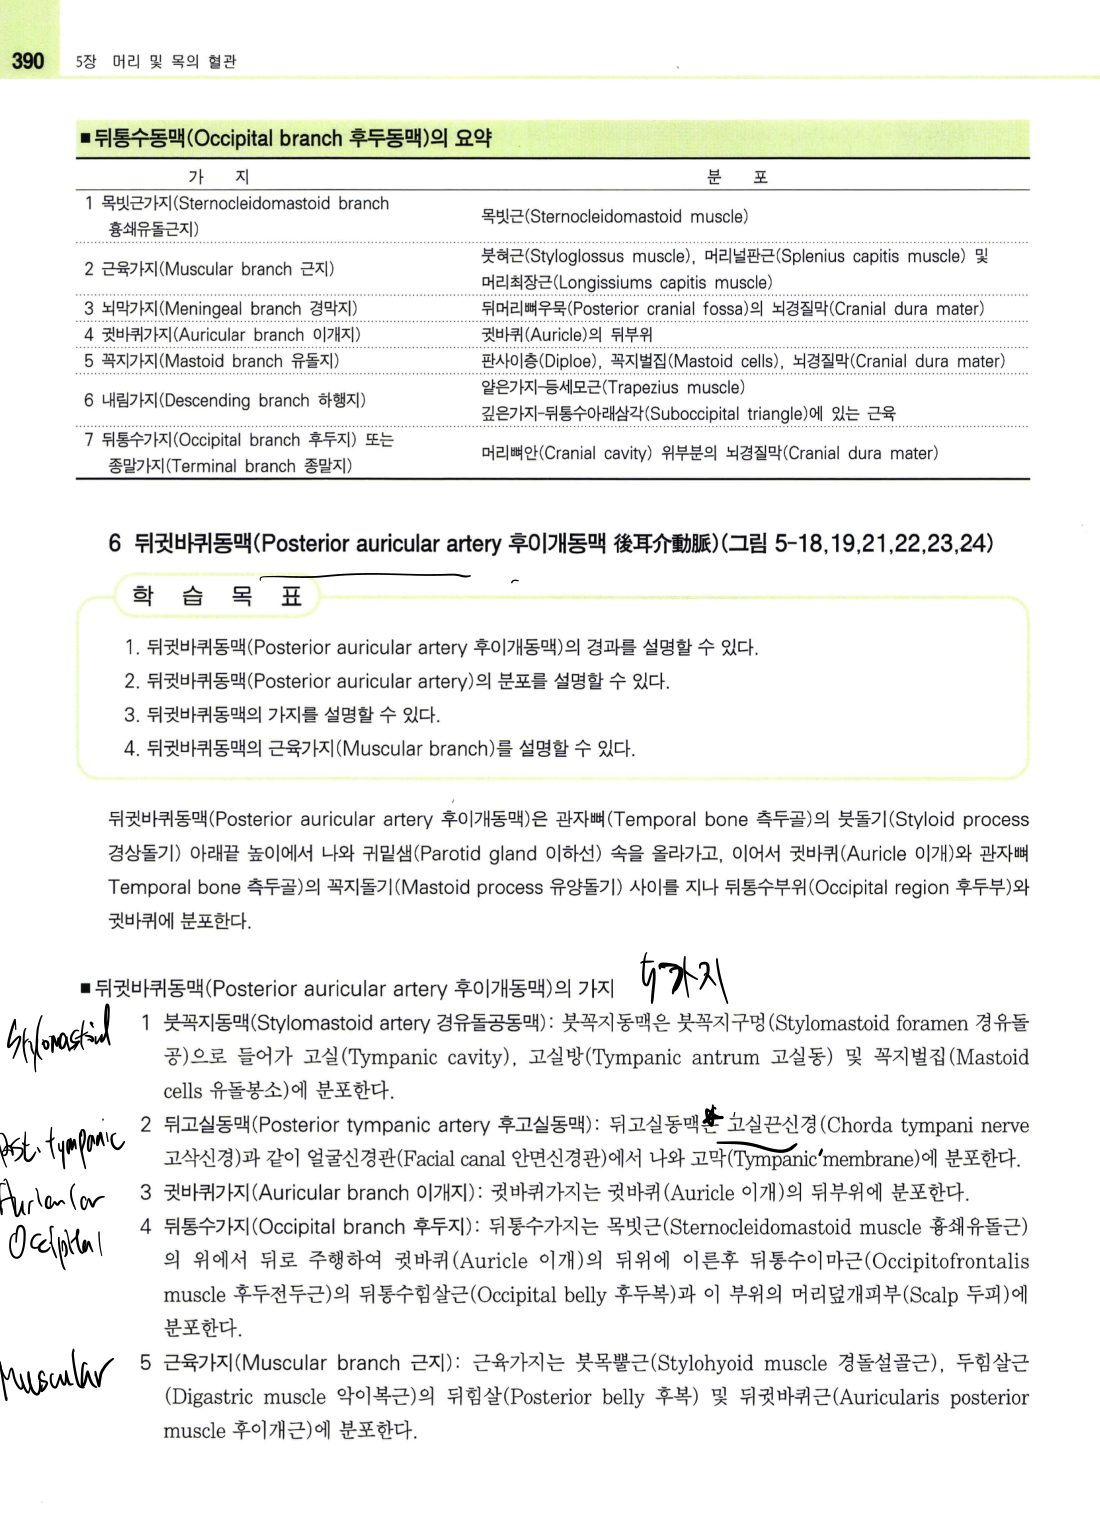 390 5장 머리 및 목의 혈관
■ 뒤통수동맥(Occipital branch 후두동맥)의 요약
가 지 분 포
1 목빗근가지(Sternocleidomastoid branch
흉쇄유돌근지)
목빗근(Sternocleidomastoid muscle)
2 근육가지(Muscular branch 근지)
붓혀근(Styloglossus muscle), 머리널판근(Splenius capitis muscle) 및
머리최장근(Longissiums capitis muscle)
3 뇌막가지(Meningeal branch 경막지) 뒤머리뼈우묵(Posterior cranial fossa)의 뇌경질막(Cranial dura mater)
4 귓바퀴가지(Auricular branch 이개지) 귓바퀴(Auricle)의 뒤부위
5 꼭지가지(Mastoid branch 유돌지) 판사이층(Diploe), 꼭지벌집(Mastoid cells), 뇌경질막(Cranial dura mater)
6 내림가지(Descending branch 하행지)
얕은가지-등세모근(Trapezius muscle)
깊은가지-뒤통수아래삼각(Suboccipital triangle)에 있는 근육
7 뒤통수가지(Occipital branch 후두지) 또는
종말가지(Terminal branch 종말지)
머리뼈안(Cranial cavity) 위부분의 뇌경질막(Cranial dura mater)
6 뒤귓바퀴동맥(Posterior auricular artery 후이개동맥 後耳介動脈)(그림 5-18,19,21,22,23,24)
학 습 목 표
1. 뒤귓바퀴동맥(Posterior auricular artery 후이개동맥)의 경과를 설명할 수 있다.
2. 뒤귓바퀴동맥(Posterior auricular artery)의 분포를 설명할 수 있다.
3. 뒤귓바퀴동맥의 가지를 설명할 수 있다.
4. 뒤귓바퀴동맥의 근육가지(Muscular branch)를 설명할 수 있다.
뒤귓바퀴동맥(Posterior auricular artery 후이개동맥)은 관자뼈(Temporal bone 측두골)의 붓돌기(Styloid process
경상돌기) 아래끝 높이에서 나와 귀밑샘(Parotid gland 이하선) 속을 올라가고, 이어서 귓바퀴(Auricle 이개)와 관자뼈
Temporal bone 측두골)의 꼭지돌기(Mastoid process 유양돌기) 사이를 지나 뒤통수부위(Occipital region 후두부)와
귓바퀴에 분포한다.
■ 뒤귓바퀴동맥(Posterior auricular artery 후이개동맥)의 가지 5가지
Stylomastoid
1 붓꼭지동맥(Stylomastoid artery 경유돌공동맥): 붓꼭지동맥은 붓꼭지구멍(Stylomastoid foramen 경유돌
공)으로 들어가 고실(Tympanic cavity), 고실방(Tympanic antrum 고실동) 및 꼭지벌집(Mastoid
cells 유돌봉소)에 분포한다.
Post. tympanic
2 뒤고실동맥(Posterior tympanic artery 후고실동맥): 뒤고실동맥은 고실끈신경(Chorda tympani nerve
고삭신경)과 같이 얼굴신경관(Facial canal 안면신경관)에서 나와 고막(Tympanic membrane)에 분포한다.
Auricular
3 귓바퀴가지(Auricular branch 이개지): 귓바퀴가지는 귓바퀴(Auricle 이개)의 뒤부위에 분포한다.
Occipital
4 뒤통수가지(Occipital branch 후두지): 뒤통수가지는 목빗근(Sternocleidomastoid muscle 흉쇄유돌근)
의 위에서 뒤로 주행하여 귓바퀴(Auricle 이개)의 뒤위에 이른후 뒤통수이마근(Occipitofrontalis
muscle 후두전두근)의 뒤통수힘살근(Occipital belly 후두복)과 이 부위의 머리덮개피부(Scalp 두피)에
분포한다.
Muscular
5 근육가지(Muscular branch 근지): 근육가지는 붓목뿔근(Stylohyoid muscle 경돌설골근), 두힘살근
(Digastric muscle 악이복근)의 뒤힘살(Posterior belly 후복) 및 뒤귓바퀴근(Auricularis posterior
muscle 후이개근)에 분포한다.